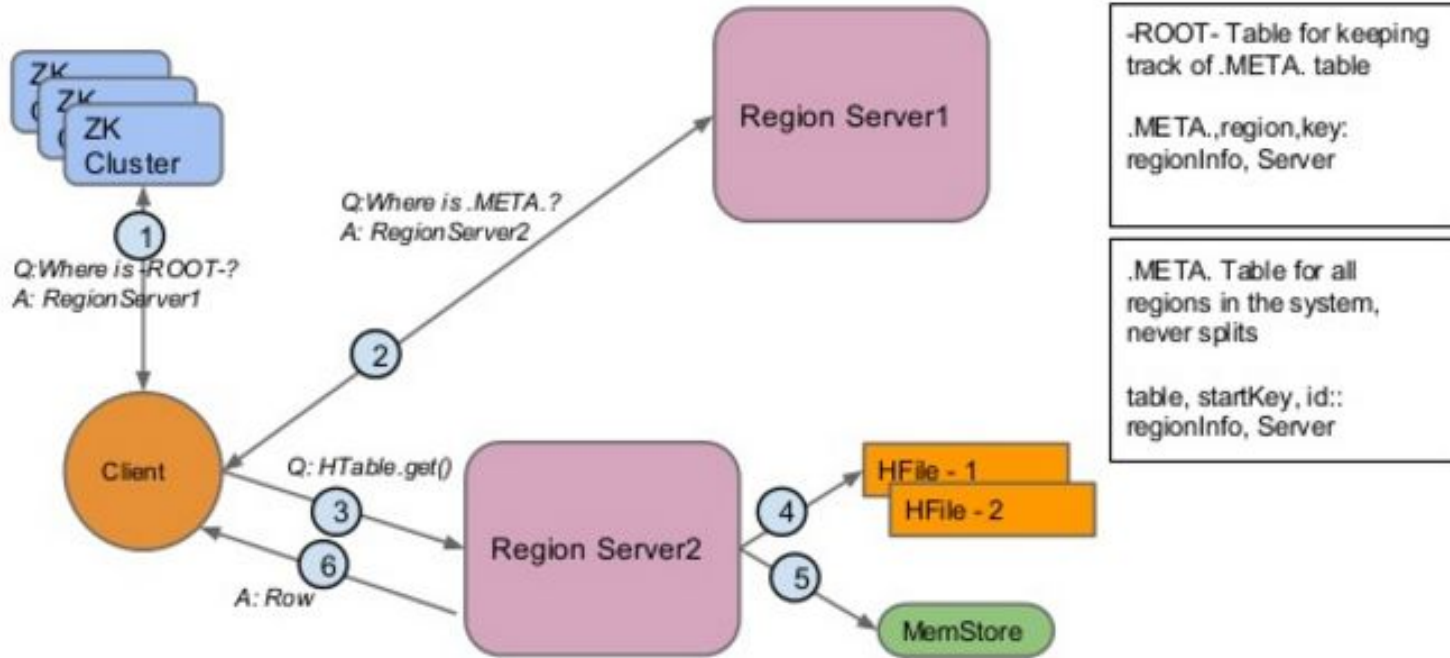 ZK
ZK
ZK
Cluster
1
Q:Where is -ROOT-?
A: RegionServer1
Q:Where is .META.?
A: RegionServer2
2
Region Server1
Client
Q: HTable.get()
3
6
A: Row
Region Server2
4
5
HFile - 1
HFile - 2
MemStore
-ROOT- Table for keeping
track of .META. table
.META.,region,key:
regionInfo, Server
.META. Table for all
regions in the system,
never splits
table, startKey, id::
regionInfo, Server